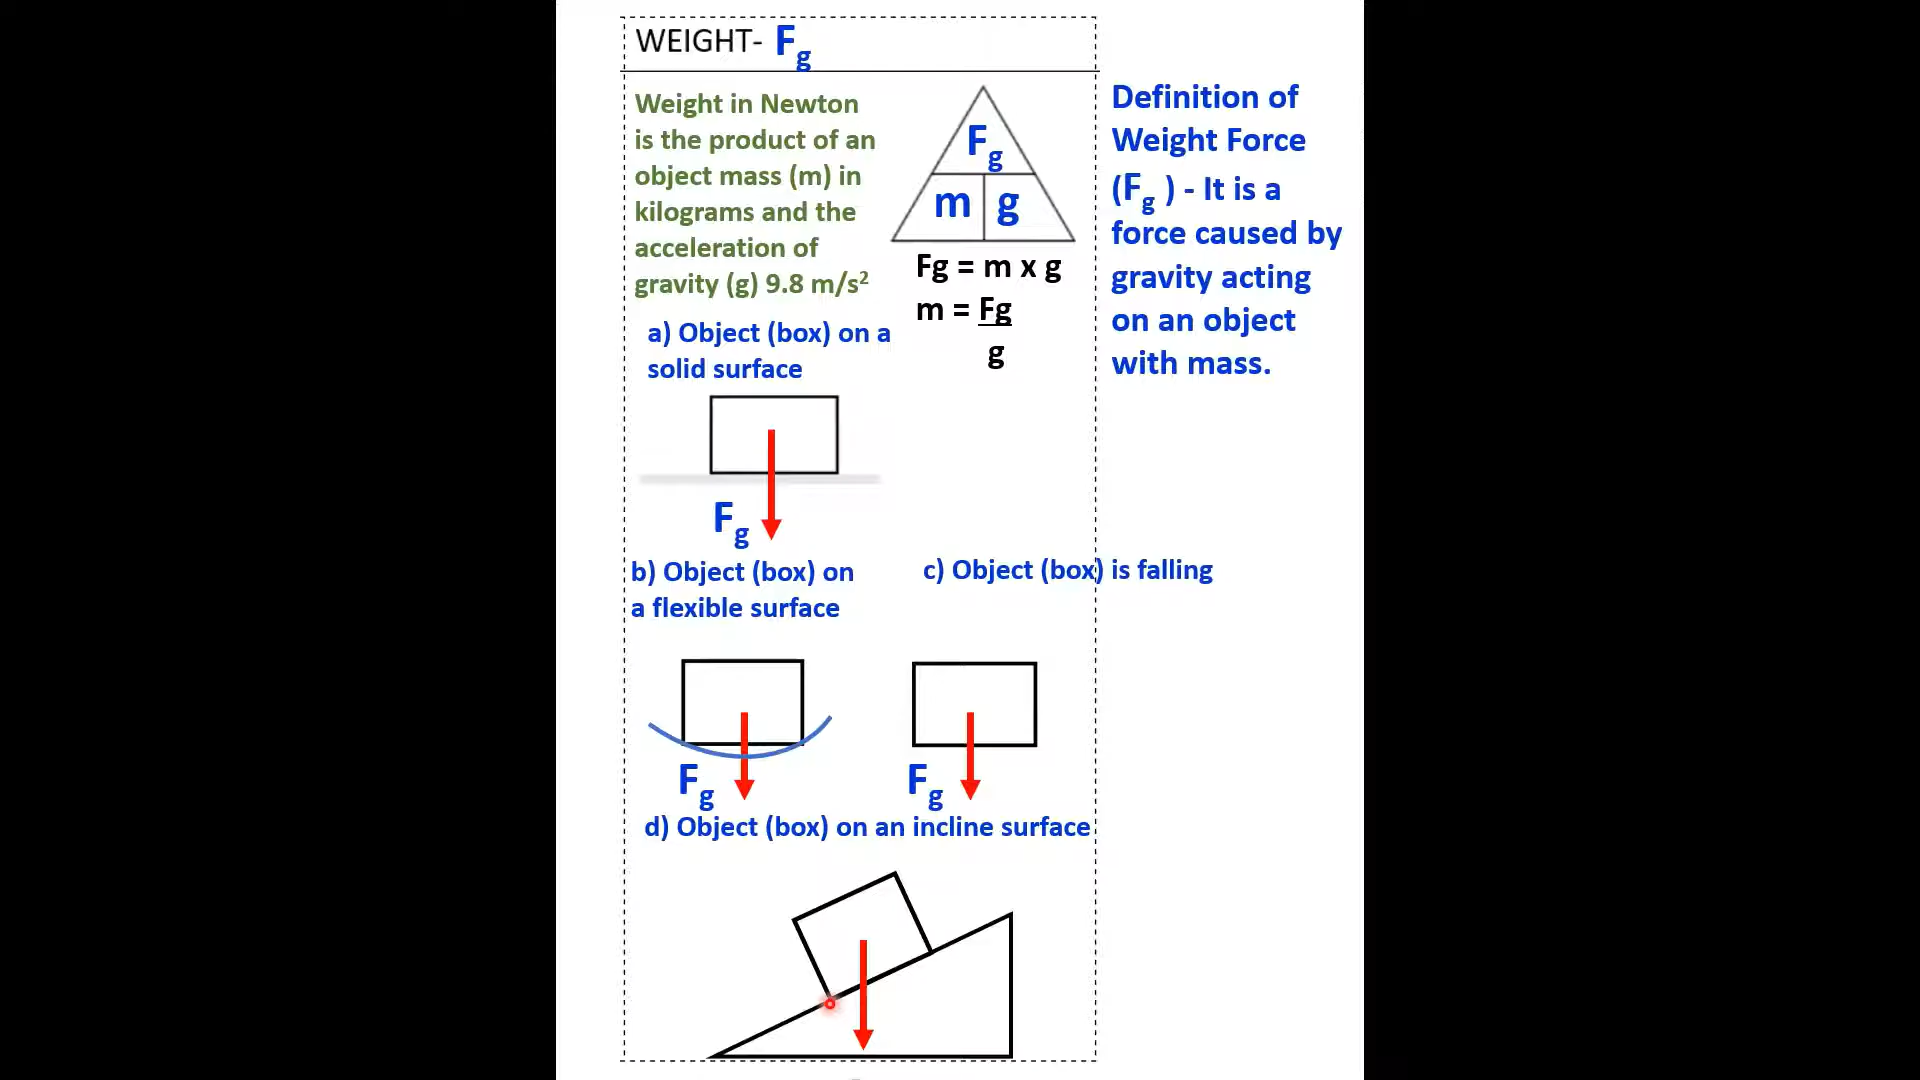 WEIGHT- Fg
Weight in Newton
is the product of an
object mass (m) in
kilograms and the
acceleration of
gravity (g) 9.8 m/s²
Fg
m g
Fg = m x g
m = Fg
g
Definition of
Weight Force
(Fg ) - It is a
force caused by
gravity acting
on an object
with mass.
a) Object (box) on a
solid surface
Fg
b) Object (box) on
a flexible surface
Fg
c) Object (box) is falling
Fg
d) Object (box) on an incline surface